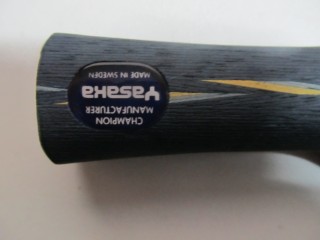 CHAMPION
MANUFACTURER
Yasaka
MADE IN SWEDEN